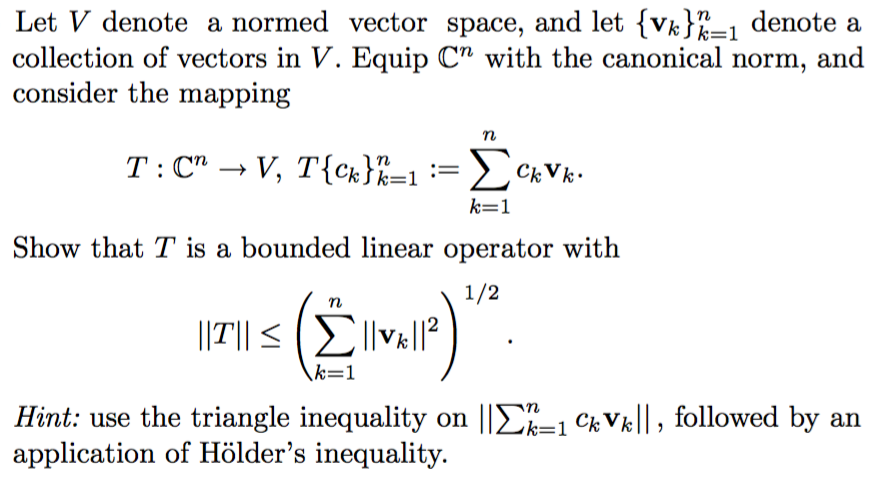 Let V denote a normed vector space, and let {v_k}_{k=1}^n denote a
collection of vectors in V. Equip ℂ^n with the canonical norm, and
consider the mapping
T : ℂ^n → V, T{c_k}_{k=1}^n := ∑_{k=1}^n c_k v_k.
Show that T is a bounded linear operator with
||T|| ≤ (∑_{k=1}^n ||v_k||^2)^{1/2}.
Hint: use the triangle inequality on ||∑_{k=1}^n c_k v_k||, followed by an
application of Hölder's inequality.